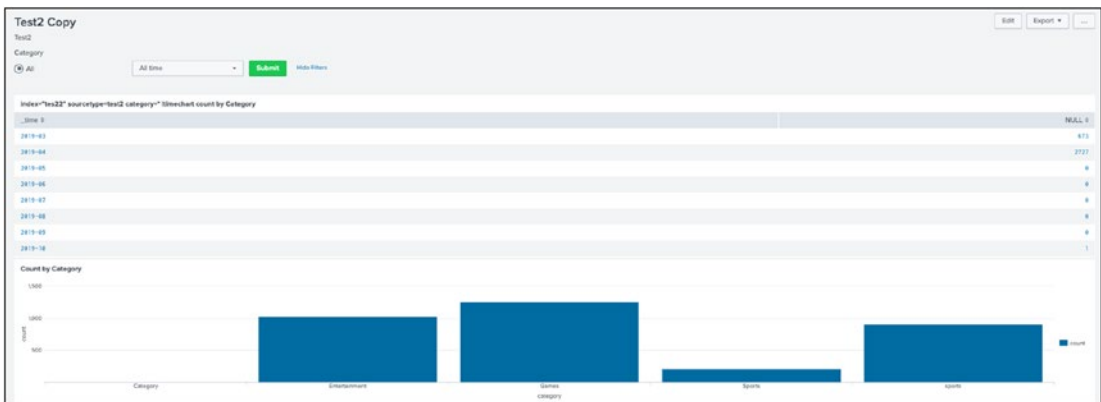 Test2 Copy
Edit Export ...
Test2
Category
All All time Submit Hide Filters
index="tes22" sourcetype=test2 category=* |timechart count by Category
_time NULL
2019-03 673
2019-04 2727
2019-05 0
2019-06 0
2019-07 0
2019-08 0
2019-09 0
2019-10 1
Count by Category
1,500
1,000
500
count
Category Entertainment Games Sports sports
category
count